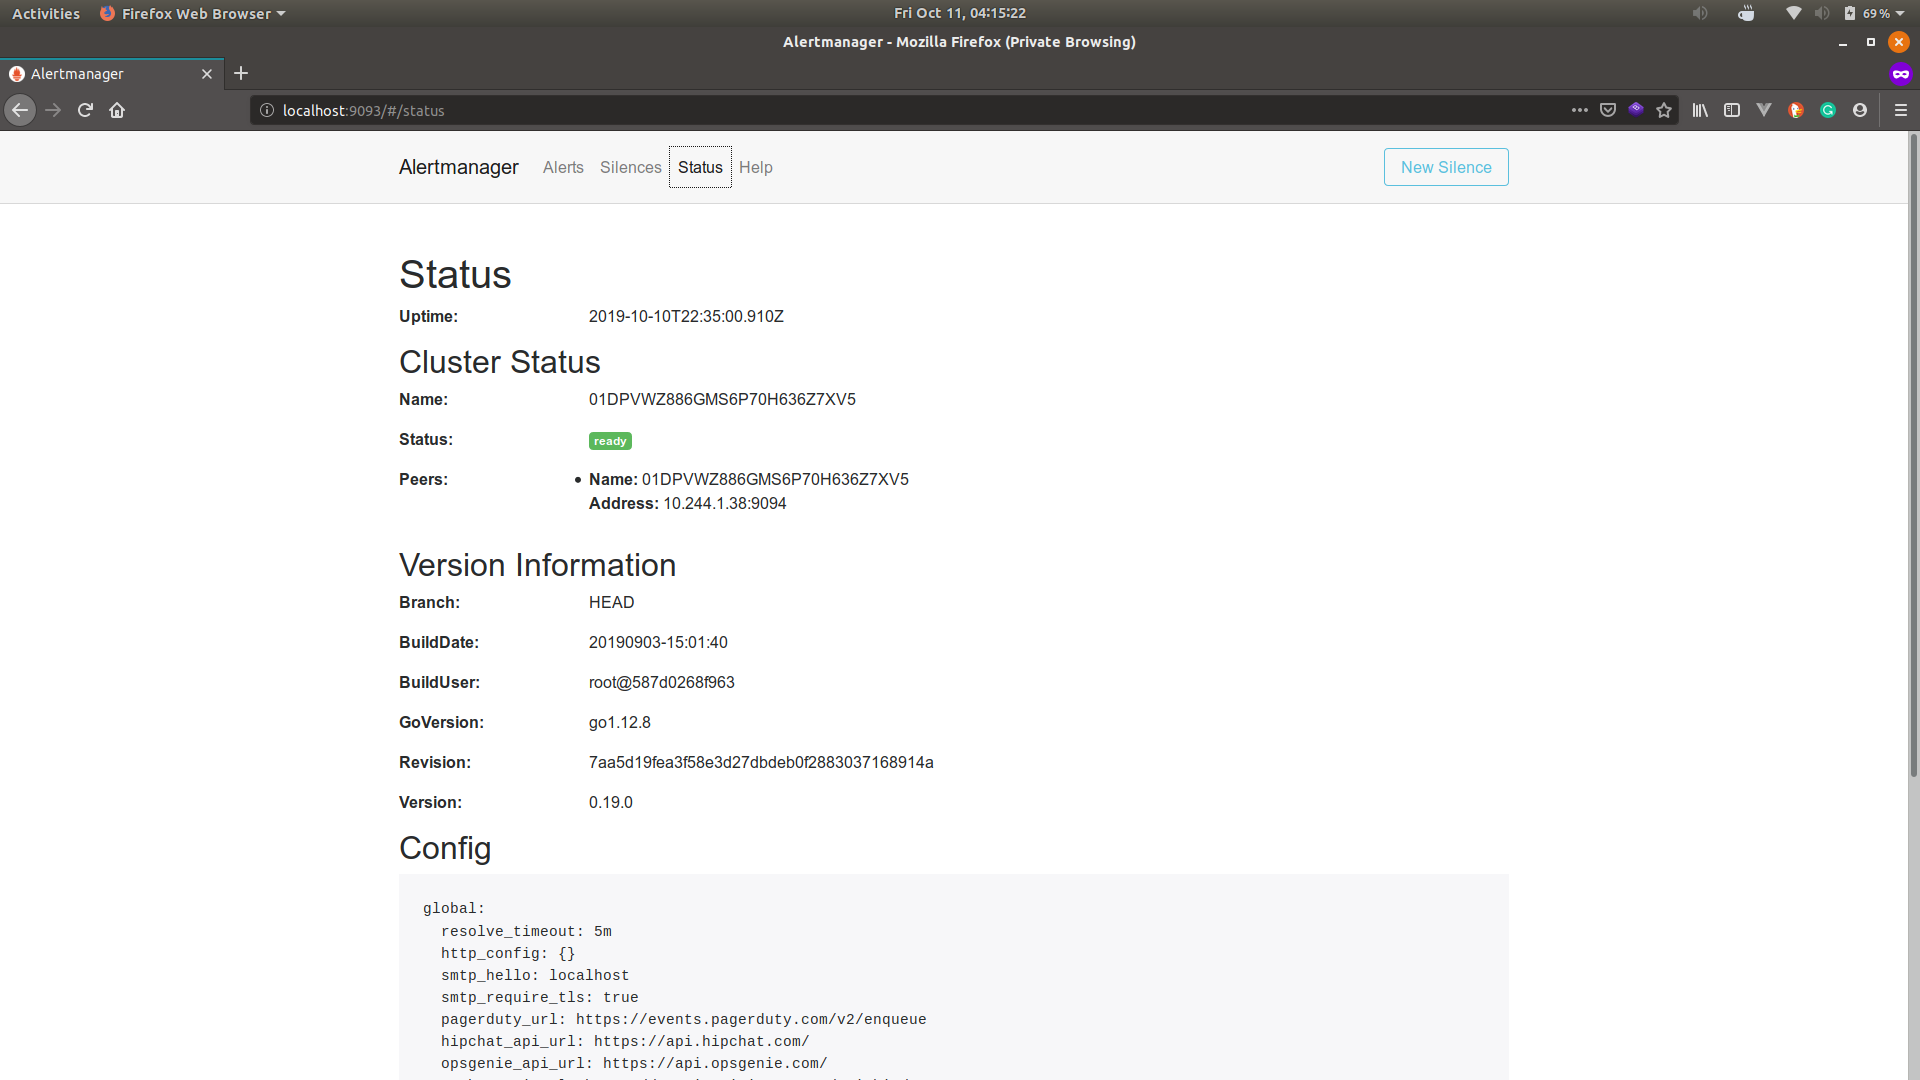 Activities Firefox Web Browser Fri Oct 11, 04:15:22 69 %
Alertmanager - Mozilla Firefox (Private Browsing)
Alertmanager
localhost:9093/#/status
Alertmanager Alerts Silences Status Help New Silence
Status
Uptime: 2019-10-10T22:35:00.910Z
Cluster Status
Name: 01DPVWZ886GMS6P70H636Z7XV5
Status: ready
Peers: • Name: 01DPVWZ886GMS6P70H636Z7XV5
Address: 10.244.1.38:9094
Version Information
Branch: HEAD
BuildDate: 20190903-15:01:40
BuildUser: root@587d0268f963
GoVersion: go1.12.8
Revision: 7aa5d19fea3f58e3d27dbdeb0f2883037168914a
Version: 0.19.0
Config
global:
resolve_timeout: 5m
http_config: {}
smtp_hello: localhost
smtp_require_tls: true
pagerduty_url: https://events.pagerduty.com/v2/enqueue
hipchat_api_url: https://api.hipchat.com/
opsgenie_api_url: https://api.opsgenie.com/